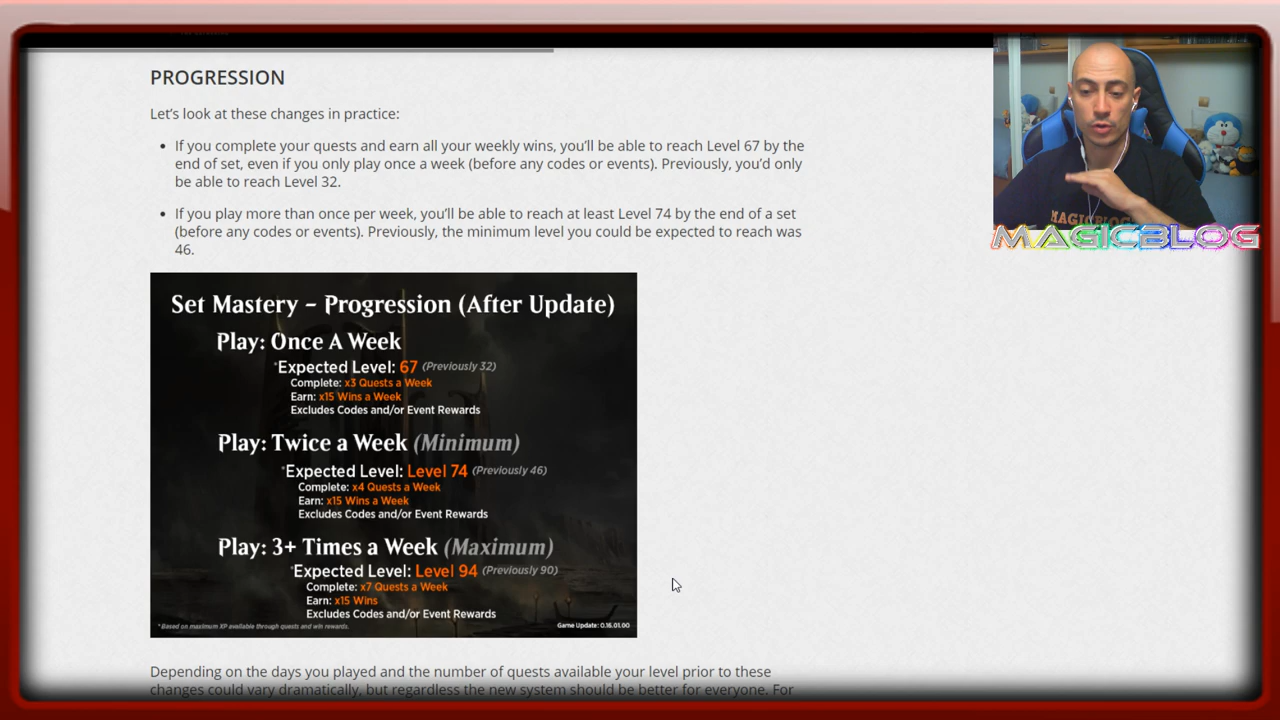 PROGRESSION
Let's look at these changes in practice:
• If you complete your quests and earn all your weekly wins, you'll be able to reach Level 67 by the
end of set, even if you only play once a week (before any codes or events). Previously, you'd only
be able to reach Level 32.
• If you play more than once per week, you'll be able to reach at least Level 74 by the end of a set
(before any codes or events). Previously, the minimum level you could be expected to reach was
46.
Set Mastery – Progression (After Update)
Play: Once A Week
*Expected Level: 67 (Previously 32)
Complete: x3 Quests a Week
Earn: x15 Wins a Week
Excludes Codes and/or Event Rewards
Play: Twice a Week (Minimum)
*Expected Level: Level 74 (Previously 46)
Complete: x4 Quests a Week
Earn: x15 Wins a Week
Excludes Codes and/or Event Rewards
Play: 3+ Times a Week (Maximum)
*Expected Level: Level 94 (Previously 90)
Complete: x7 Quests a Week
Earn: x15 Wins
Excludes Codes and/or Event Rewards
* Based on maximum XP available through quests and win rewards.
Game Update: 0.16.01.00
Depending on the days you played and the number of quests available your level prior to these
changes could vary dramatically, but regardless the new system should be better for everyone. For
MAGICBLOG
MAGICBLOG